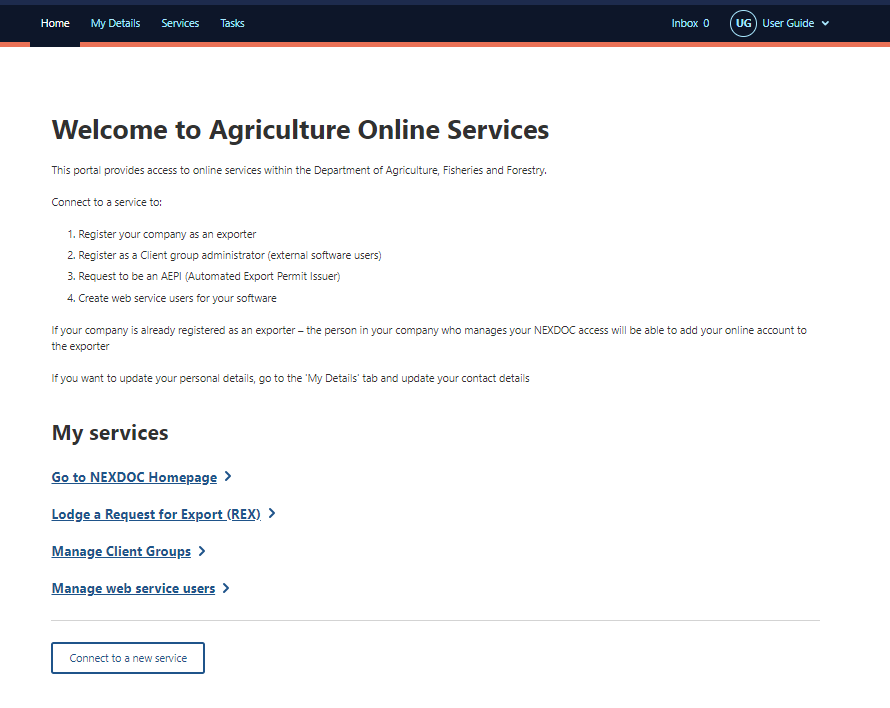 Home My Details Services Tasks Inbox 0 UG User Guide
Welcome to Agriculture Online Services
This portal provides access to online services within the Department of Agriculture, Fisheries and Forestry.
Connect to a service to:
1. Register your company as an exporter
2. Register as a Client group administrator (external software users)
3. Request to be an AEPI (Automated Export Permit Issuer)
4. Create web service users for your software
If your company is already registered as an exporter – the person in your company who manages your NEXDOC access will be able to add your online account to
the exporter
If you want to update your personal details, go to the 'My Details' tab and update your contact details
My services
Go to NEXDOC Homepage
Lodge a Request for Export (REX)
Manage Client Groups
Manage web service users
Connect to a new service